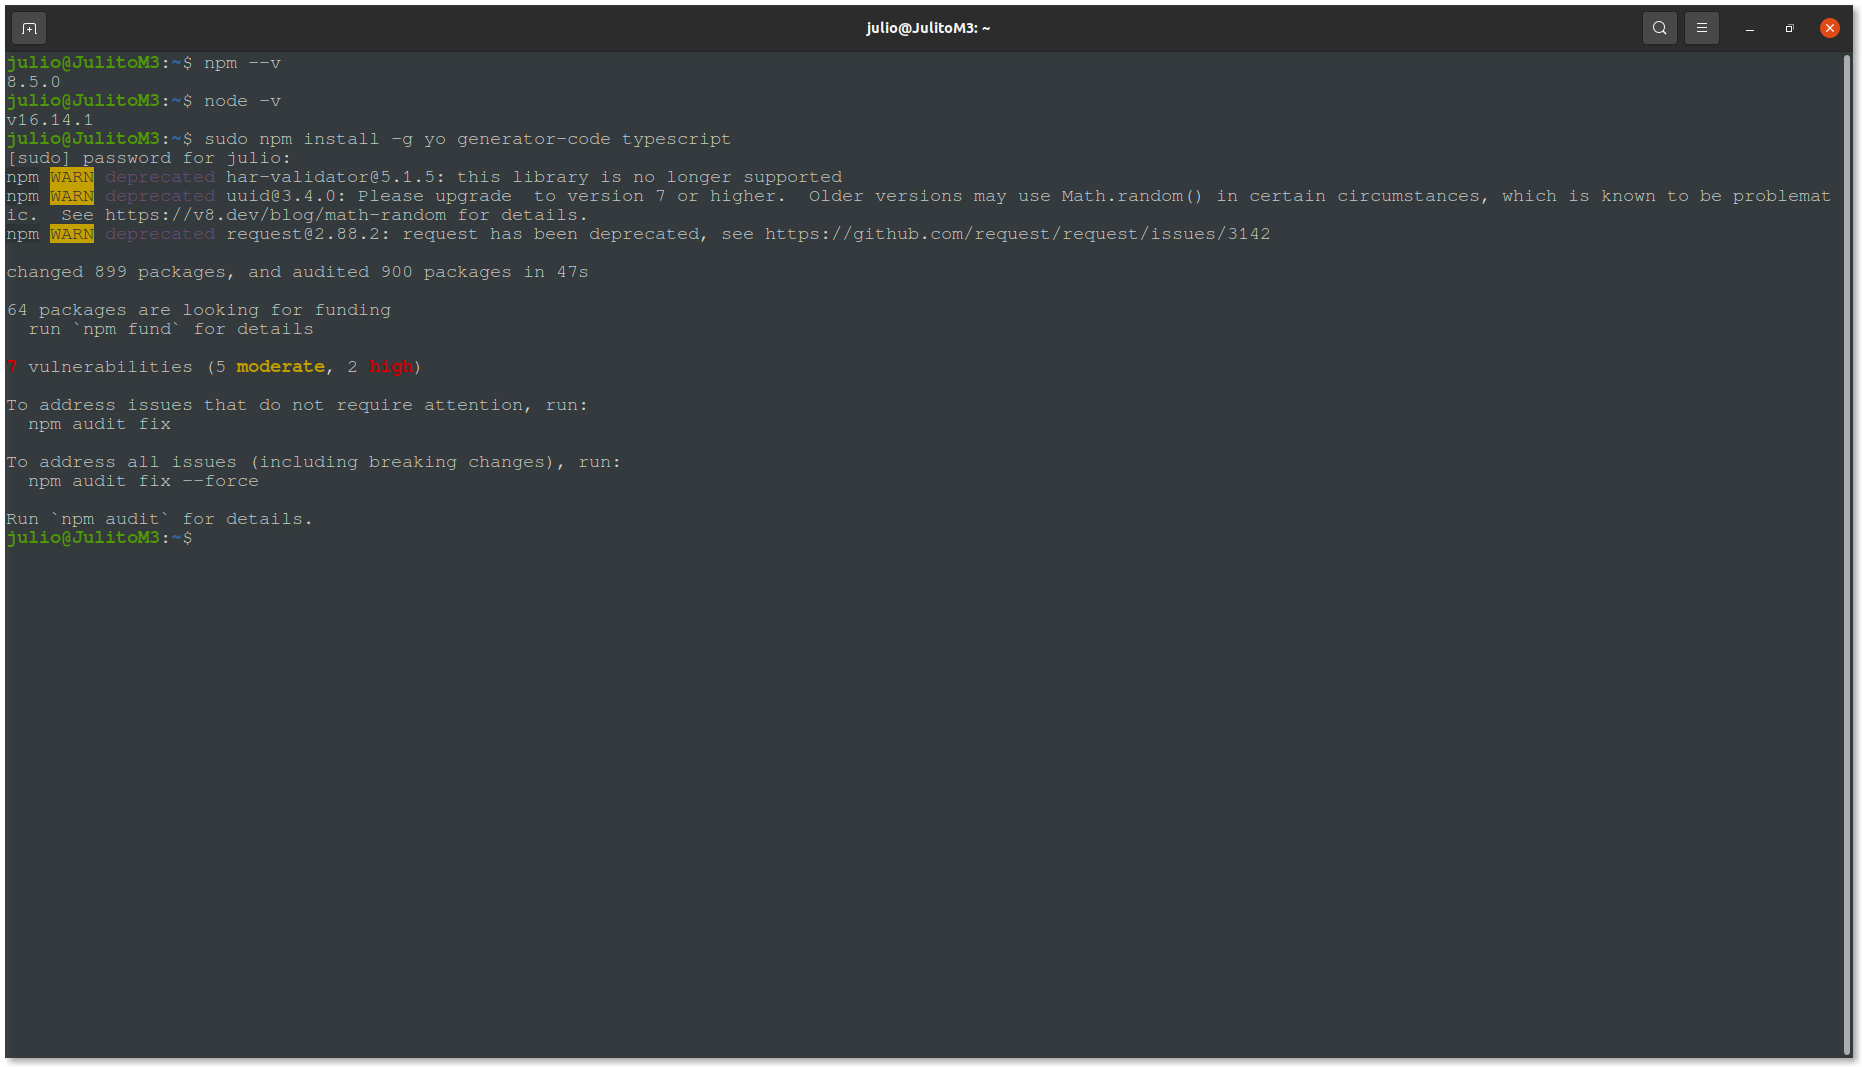 julio@JulitoM3: ~
julio@JulitoM3:~$ npm --v
8.5.0
julio@JulitoM3:~$ node -v
v16.14.1
julio@JulitoM3:~$ sudo npm install -g yo generator-code typescript
[sudo] password for julio:
npm WARN deprecated har-validator@5.1.5: this library is no longer supported
npm WARN deprecated uuid@3.4.0: Please upgrade  to version 7 or higher.  Older versions may use Math.random() in certain circumstances, which is known to be problemat
ic.  See https://v8.dev/blog/math-random for details.
npm WARN deprecated request@2.88.2: request has been deprecated, see https://github.com/request/request/issues/3142
changed 899 packages, and audited 900 packages in 47s
64 packages are looking for funding
  run `npm fund` for details
7 vulnerabilities (5 moderate, 2 high)
To address issues that do not require attention, run:
  npm audit fix
To address all issues (including breaking changes), run:
  npm audit fix --force
Run `npm audit` for details.
julio@JulitoM3:~$